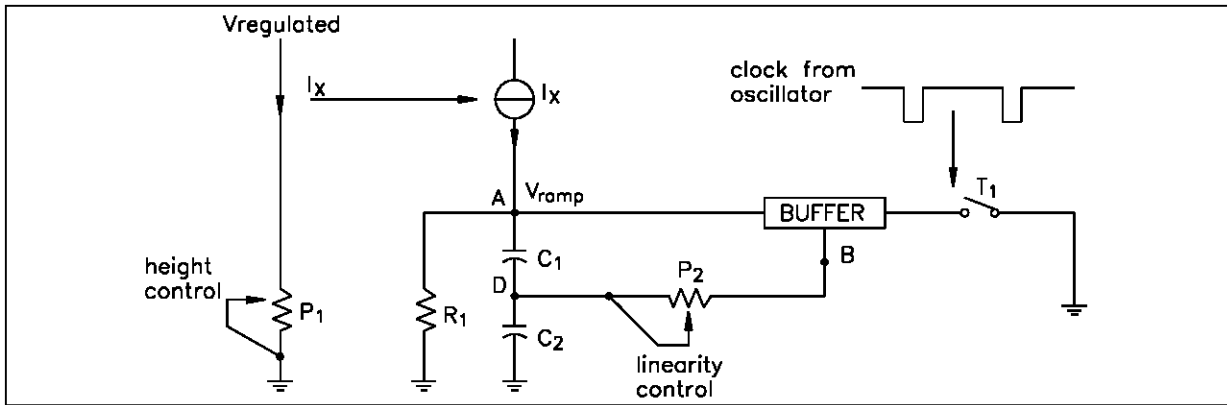 Vregulated
IX
IX
clock from
oscillator
A
Vramp
BUFFER
T1
B
height
control
P1
R1
C1
D
P2
C2
linearity
control